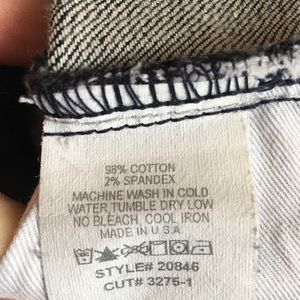 98% COTTON
2% SPANDEX
MACHINE WASH IN COLD
WATER,TUMBLE DRY LOW
NO BLEACH, COOL IRON
MADE IN U.S.A
STYLE# 20846
CUT# 3275-1